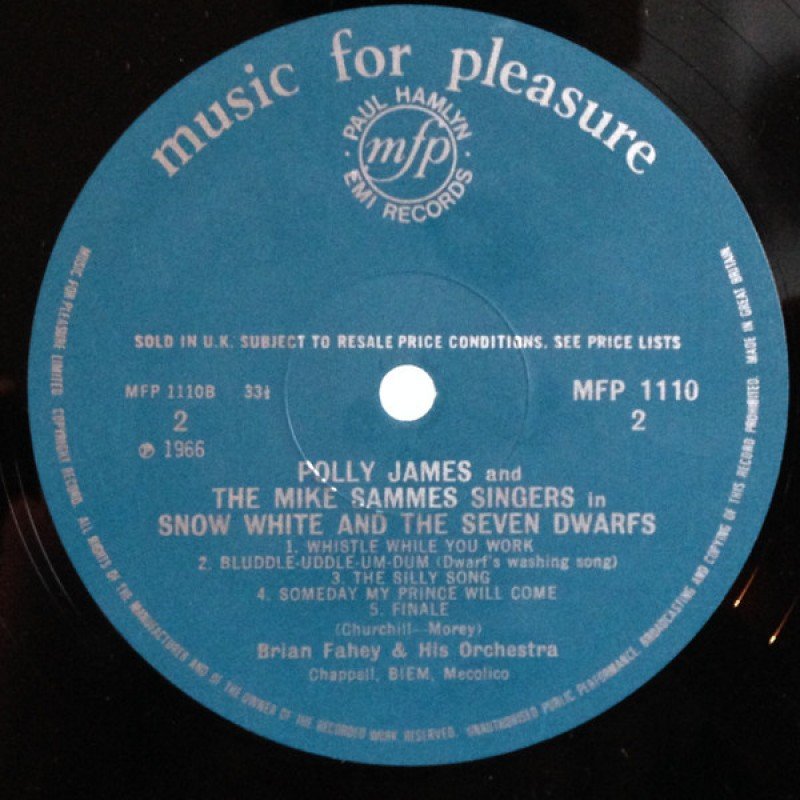 music for pleasure
PAUL HAMLYN
mfp
EMI RECORDS
SOLD IN U.K. SUBJECT TO RESALE PRICE CONDITIONS. SEE PRICE LISTS
MFP 1110B 33⅓
2
℗ 1966
MFP 1110
2
POLLY JAMES and
THE MIKE SAMMES SINGERS in
SNOW WHITE AND THE SEVEN DWARFS
1. WHISTLE WHILE YOU WORK
2. BLUDDLE-UDDLE-UM-DUM (Dwarf's washing song)
3. THE SILLY SONG
4. SOMEDAY MY PRINCE WILL COME
5. FINALE
(Churchill—Morey)
Brian Fahey & His Orchestra
Chappell, BIEM, Mecolico
MUSIC FOR PLEASURE LIMITED. COPYRIGHT RECORD. ALL RIGHTS OF THE MANUFACTURERS AND OF THE OWNER OF THE RECORDED WORK RESERVED. UNAUTHORISED PUBLIC PERFORMANCE, BROADCASTING AND COPYING OF THIS RECORD PROHIBITED. MADE IN GREAT BRITAIN.